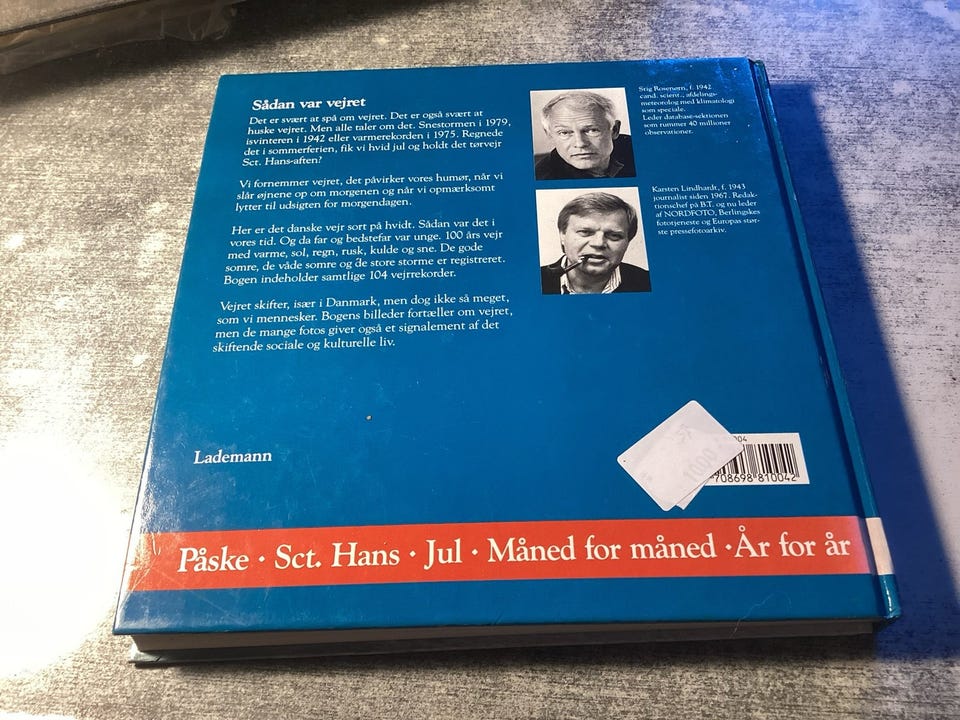 Sådan var vejret
Det er svært at spå om vejret. Det er også svært at
huske vejret. Men alle taler om det. Snestormen i 1979,
isvinteren i 1942 eller varmerekorden i 1975. Regnede
det i sommerferien, fik vi hvid jul og holdt det tørvejr
Sct. Hans-aften?
Vi fornemmer vejret, det påvirker vores humør, når vi
slår øjnene op om morgenen og når vi opmærksomt
lytter til udsigten for morgendagen.
Her er det danske vejr sort på hvidt. Sådan var det i
vores tid. Og da far og bedstefar var unge. 100 års vejr
med varme, sol, regn, rusk, kulde og sne. De gode
somre, de våde somre og de store storme er registreret.
Bogen indeholder samtlige 104 vejrrekorder.
Vejret skifter, især i Danmark, men dog ikke så meget,
som vi mennesker. Bogens billeder fortæller om vejret,
men de mange fotos giver også et signalement af det
skiftende sociale og kulturelle liv.
Stig Rosenørn, f. 1942
cand. scient., afdelings-
meteorolog med klimatologi
som speciale.
Leder database-sektionen
som rummer 40 millioner
observationer.
Karsten Lindhardt, f. 1943
journalist siden 1967. Redak-
tionschef på B.T. og nu leder
af NORDFOTO, Berlingskes
fototjeneste og Europas stør-
ste pressefotoarkiv.
Lademann
708698 810042
Påske · Sct. Hans · Jul · Måned for måned · År for år